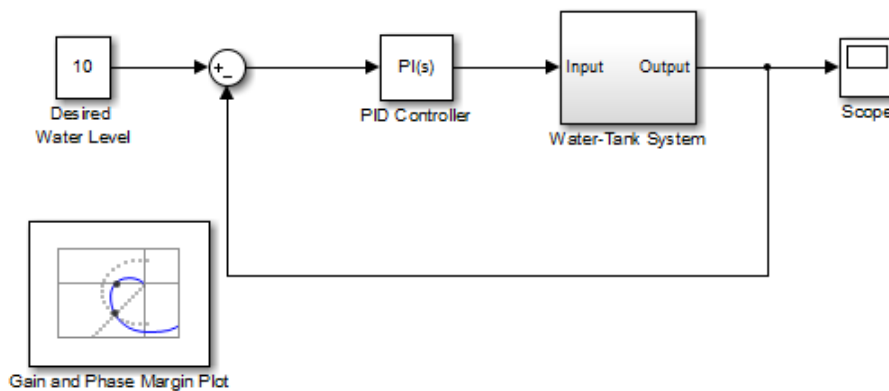 10
+
−
PI(s)
Input
Output
Desired
Water Level
PID Controller
Water-Tank System
Scope
Gain and Phase Margin Plot